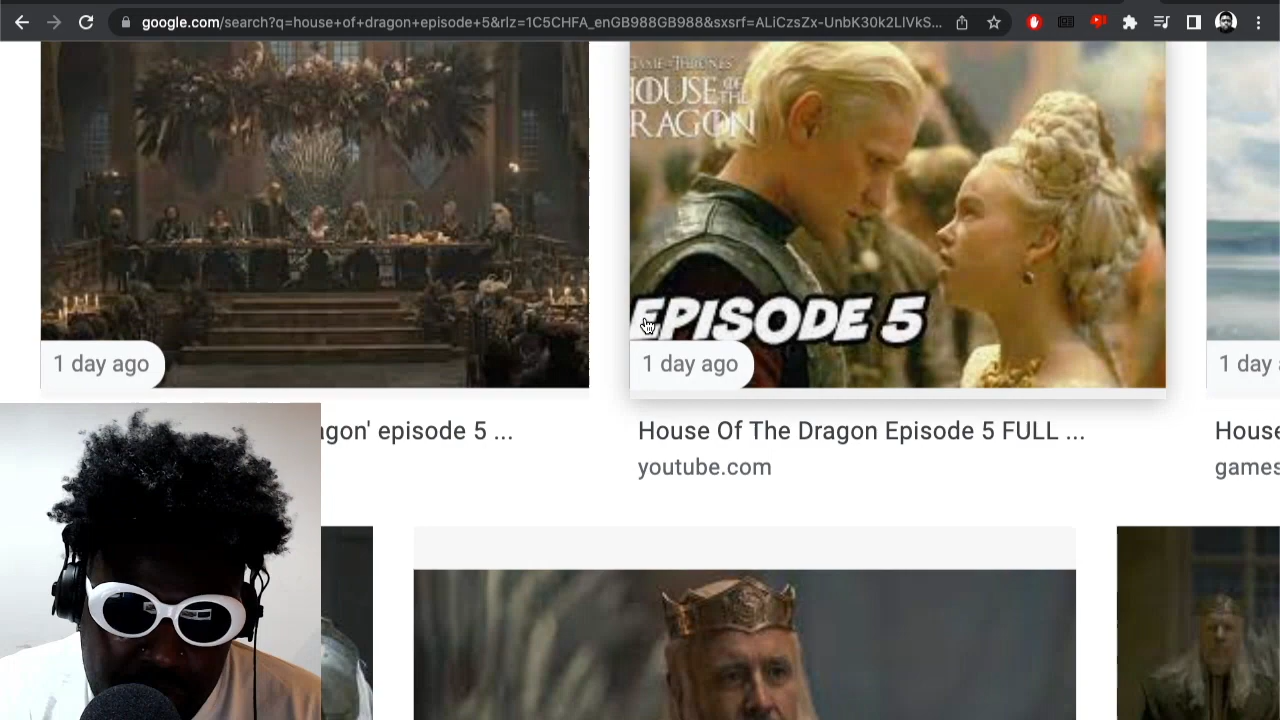 google.com/search?q=house+of+dragon+episode+5&rlz=1C5CHFA_enGB988GB988&sxsrf=ALiCzsZx-UnbK30k2LlVkS...
GAME of THRONES
HOUSE OF THE
DRAGON
EPISODE 5
1 day ago
1 day ago
1 day
agon' episode 5 ...
House Of The Dragon Episode 5 FULL ...
House
youtube.com
games